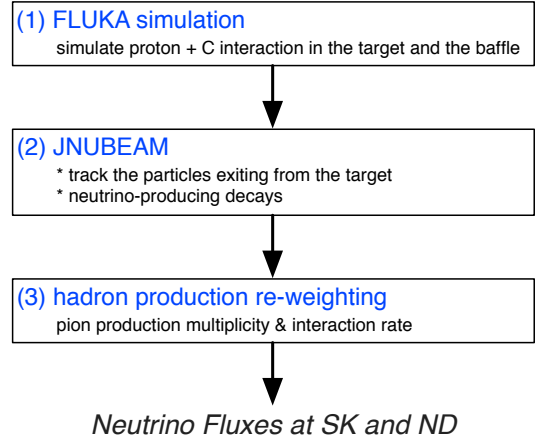 (1) FLUKA simulation
simulate proton + C interaction in the target and the baffle
(2) JNUBEAM
* track the particles exiting from the target
* neutrino-producing decays
(3) hadron production re-weighting
pion production multiplicity & interaction rate
Neutrino Fluxes at SK and ND